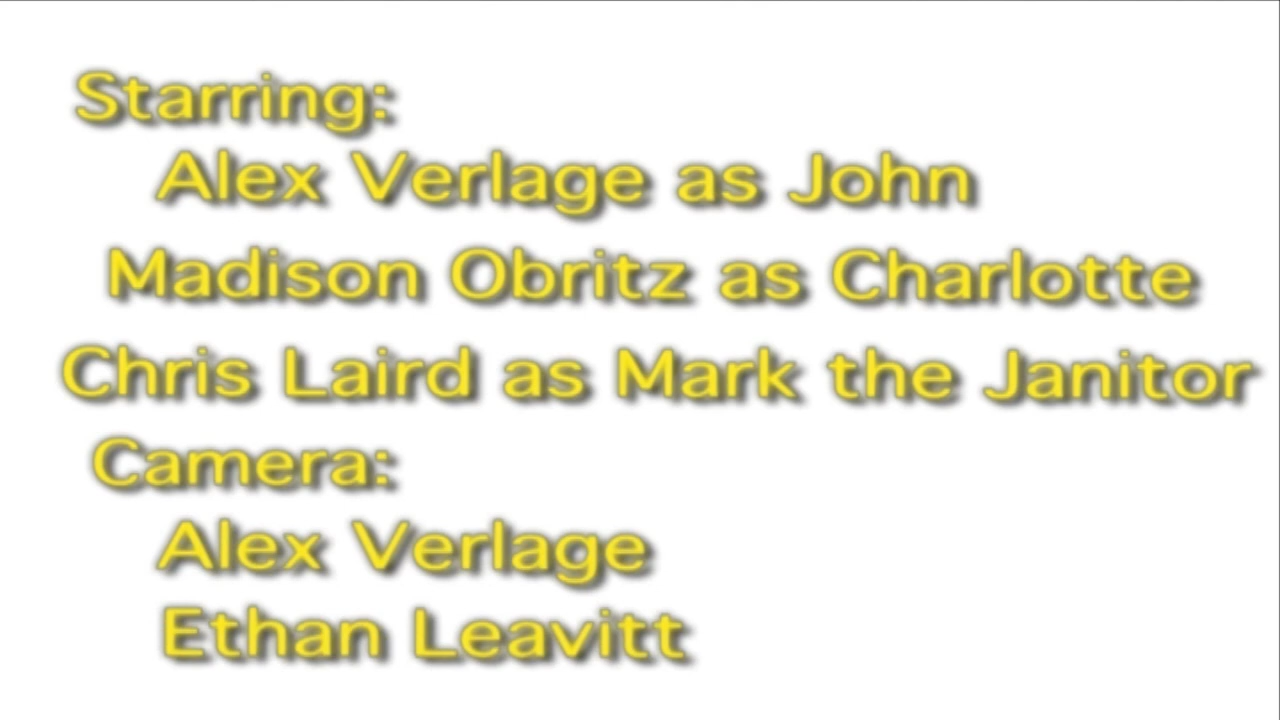 Starring:
Alex Verlage as John
Madison Obritz as Charlotte
Chris Laird as Mark the Janitor
Camera:
Alex Verlage
Ethan Leavitt